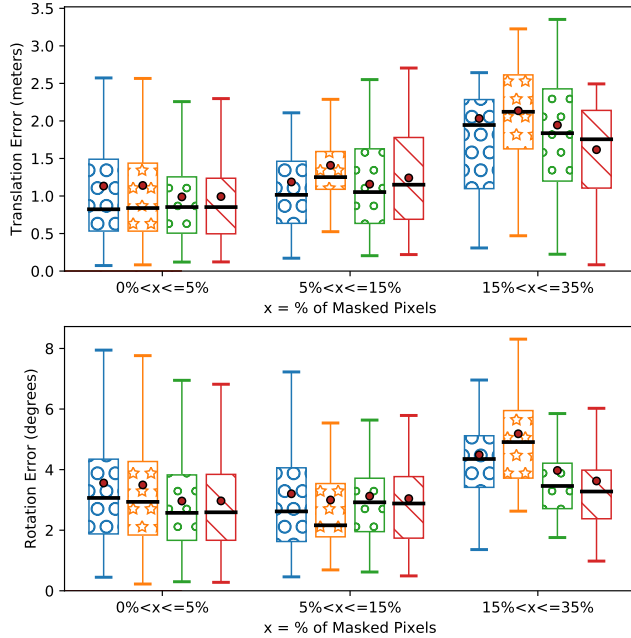 3.5
3.0
2.5
2.0
1.5
1.0
0.5
0.0
Translation Error (meters)
0%<x<=5% 5%<x<=15% 15%<x<=35%
x = % of Masked Pixels
8
6
4
2
0
Rotation Error (degrees)
0%<x<=5% 5%<x<=15% 15%<x<=35%
x = % of Masked Pixels